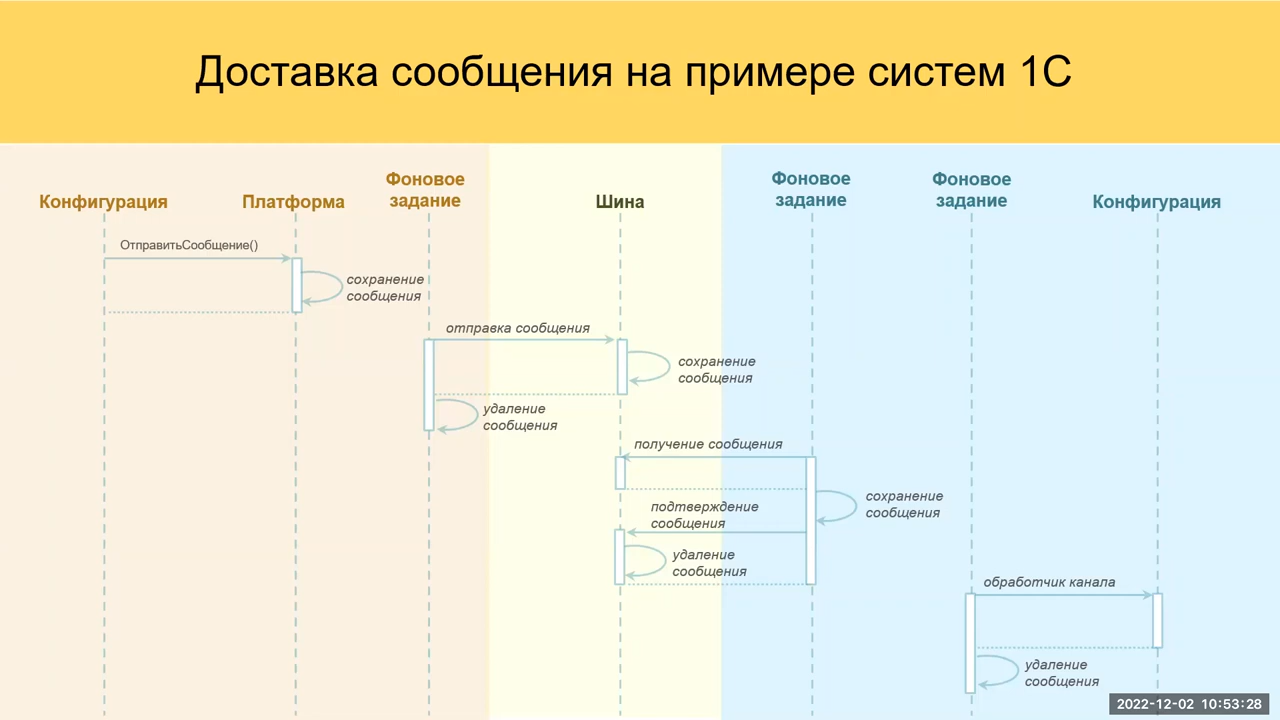 Доставка сообщения на примере систем 1С
Конфигурация
Платформа
Фоновое
задание
Шина
Фоновое
задание
Фоновое
задание
Конфигурация
ОтправитьСообщение()
сохранение
сообщения
отправка сообщения
сохранение
сообщения
удаление
сообщения
получение сообщения
сохранение
сообщения
подтверждение
сообщения
удаление
сообщения
обработчик канала
удаление
сообщения
2022-12-02 10:53:28